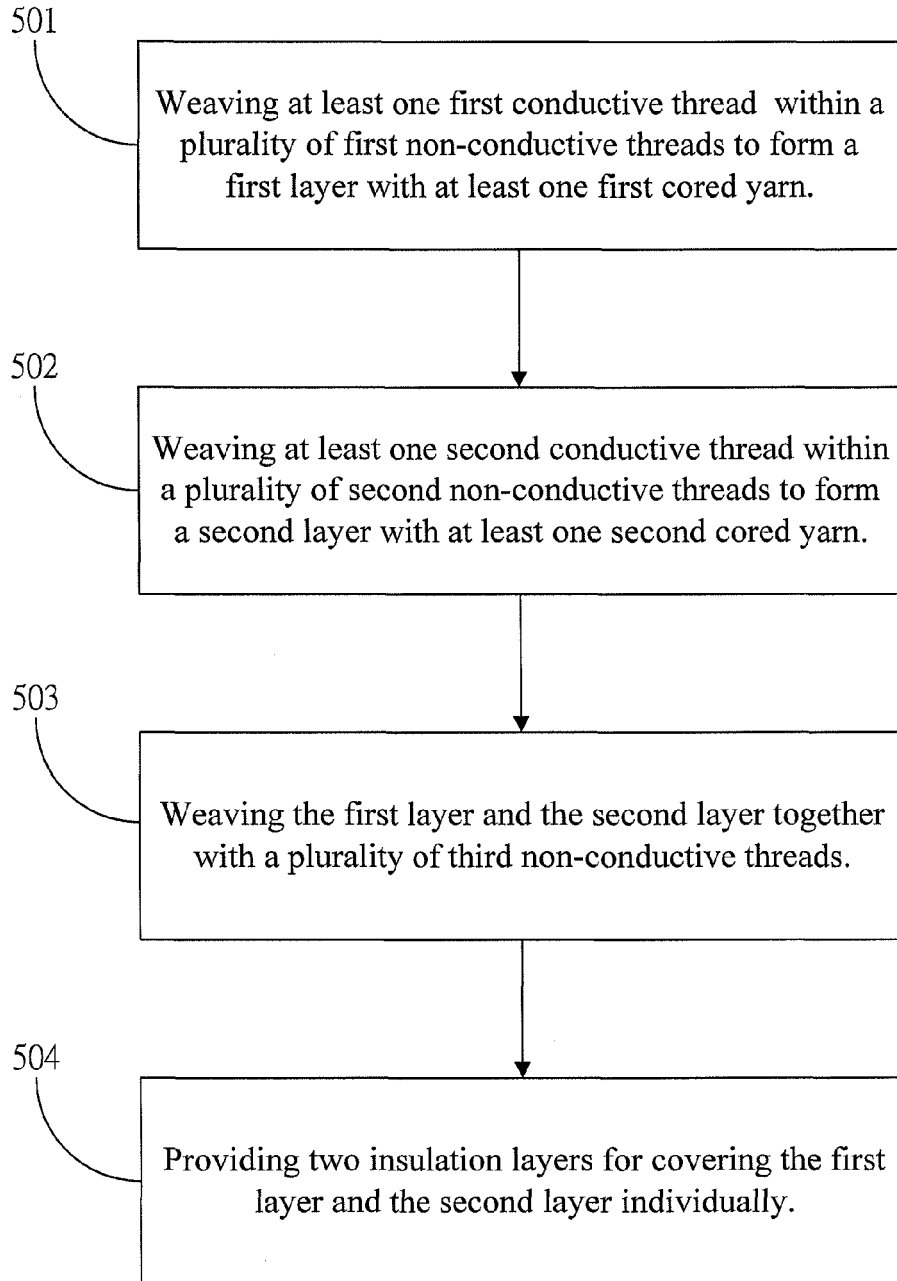 501
Weaving at least one first conductive thread within a
plurality of first non-conductive threads to form a
first layer with at least one first cored yarn.
502
Weaving at least one second conductive thread within
a plurality of second non-conductive threads to form
a second layer with at least one second cored yarn.
503
Weaving the first layer and the second layer together
with a plurality of third non-conductive threads.
504
Providing two insulation layers for covering the first
layer and the second layer individually.